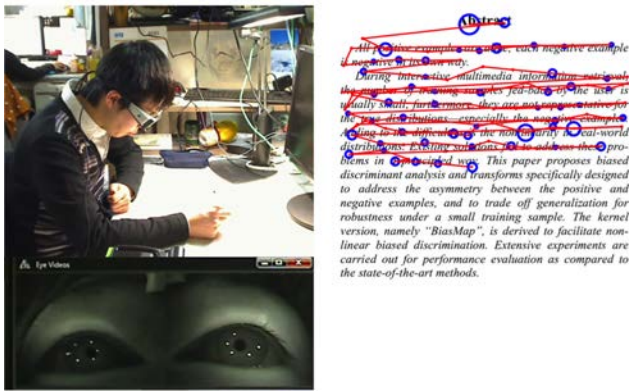 Eye Videos
Abstract
All positive examples are alike, each negative example
is negative in its own way.
During interactive multimedia information retrieval,
the number of training samples fed-back by the user is
usually small; furthermore, they are not representative for
the true distributions—especially the negative examples.
Adding to the difficulties is the non-linearity in real-world
distributions. Existing solutions fail to address these pro-
blems in a principled way. This paper proposes biased
discriminant analysis and transforms specifically designed
to address the asymmetry between the positive and
negative examples, and to trade off generalization for
robustness under a small training sample. The kernel
version, namely “BiasMap”, is derived to facilitate non-
linear biased discrimination. Extensive experiments are
carried out for performance evaluation as compared to
the state-of-the-art methods.